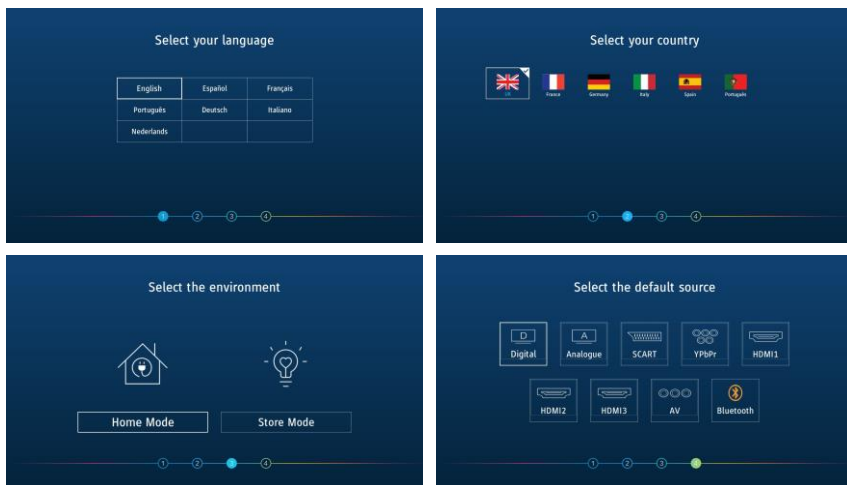 Select your language
English Español Français
Português Deutsch Italiano
Nederlands
1 2 3 4
Select your country
UK France Germany Italy Spain Portugal
1 2 3 4
Select the environment
Home Mode Store Mode
1 2 3 4
Select the default source
D A
Digital Analogue SCART YPbPr HDMI1
HDMI2 HDMI3 AV Bluetooth
1 2 3 4